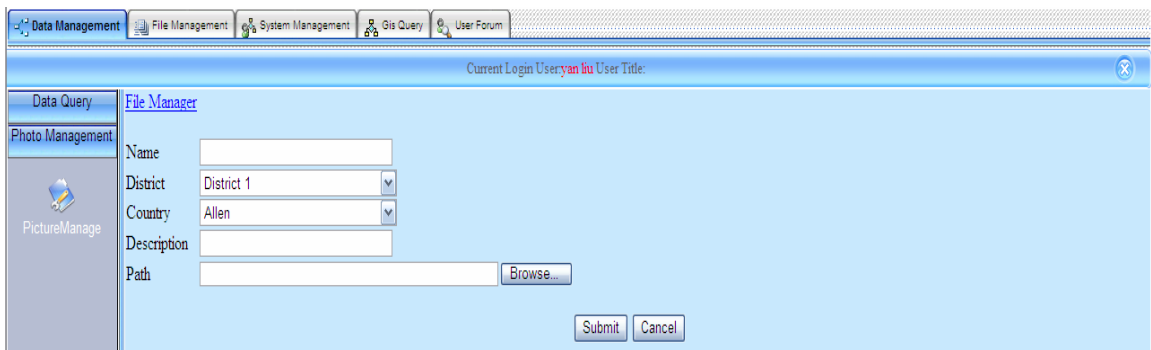 Data Management File Management System Management Gis Query User Forum
Current Login User:yan liu User Title:
Data Query
Photo Management
PictureManage
File Manager
Name
District District 1
Country Allen
Description
Path Browse...
Submit Cancel